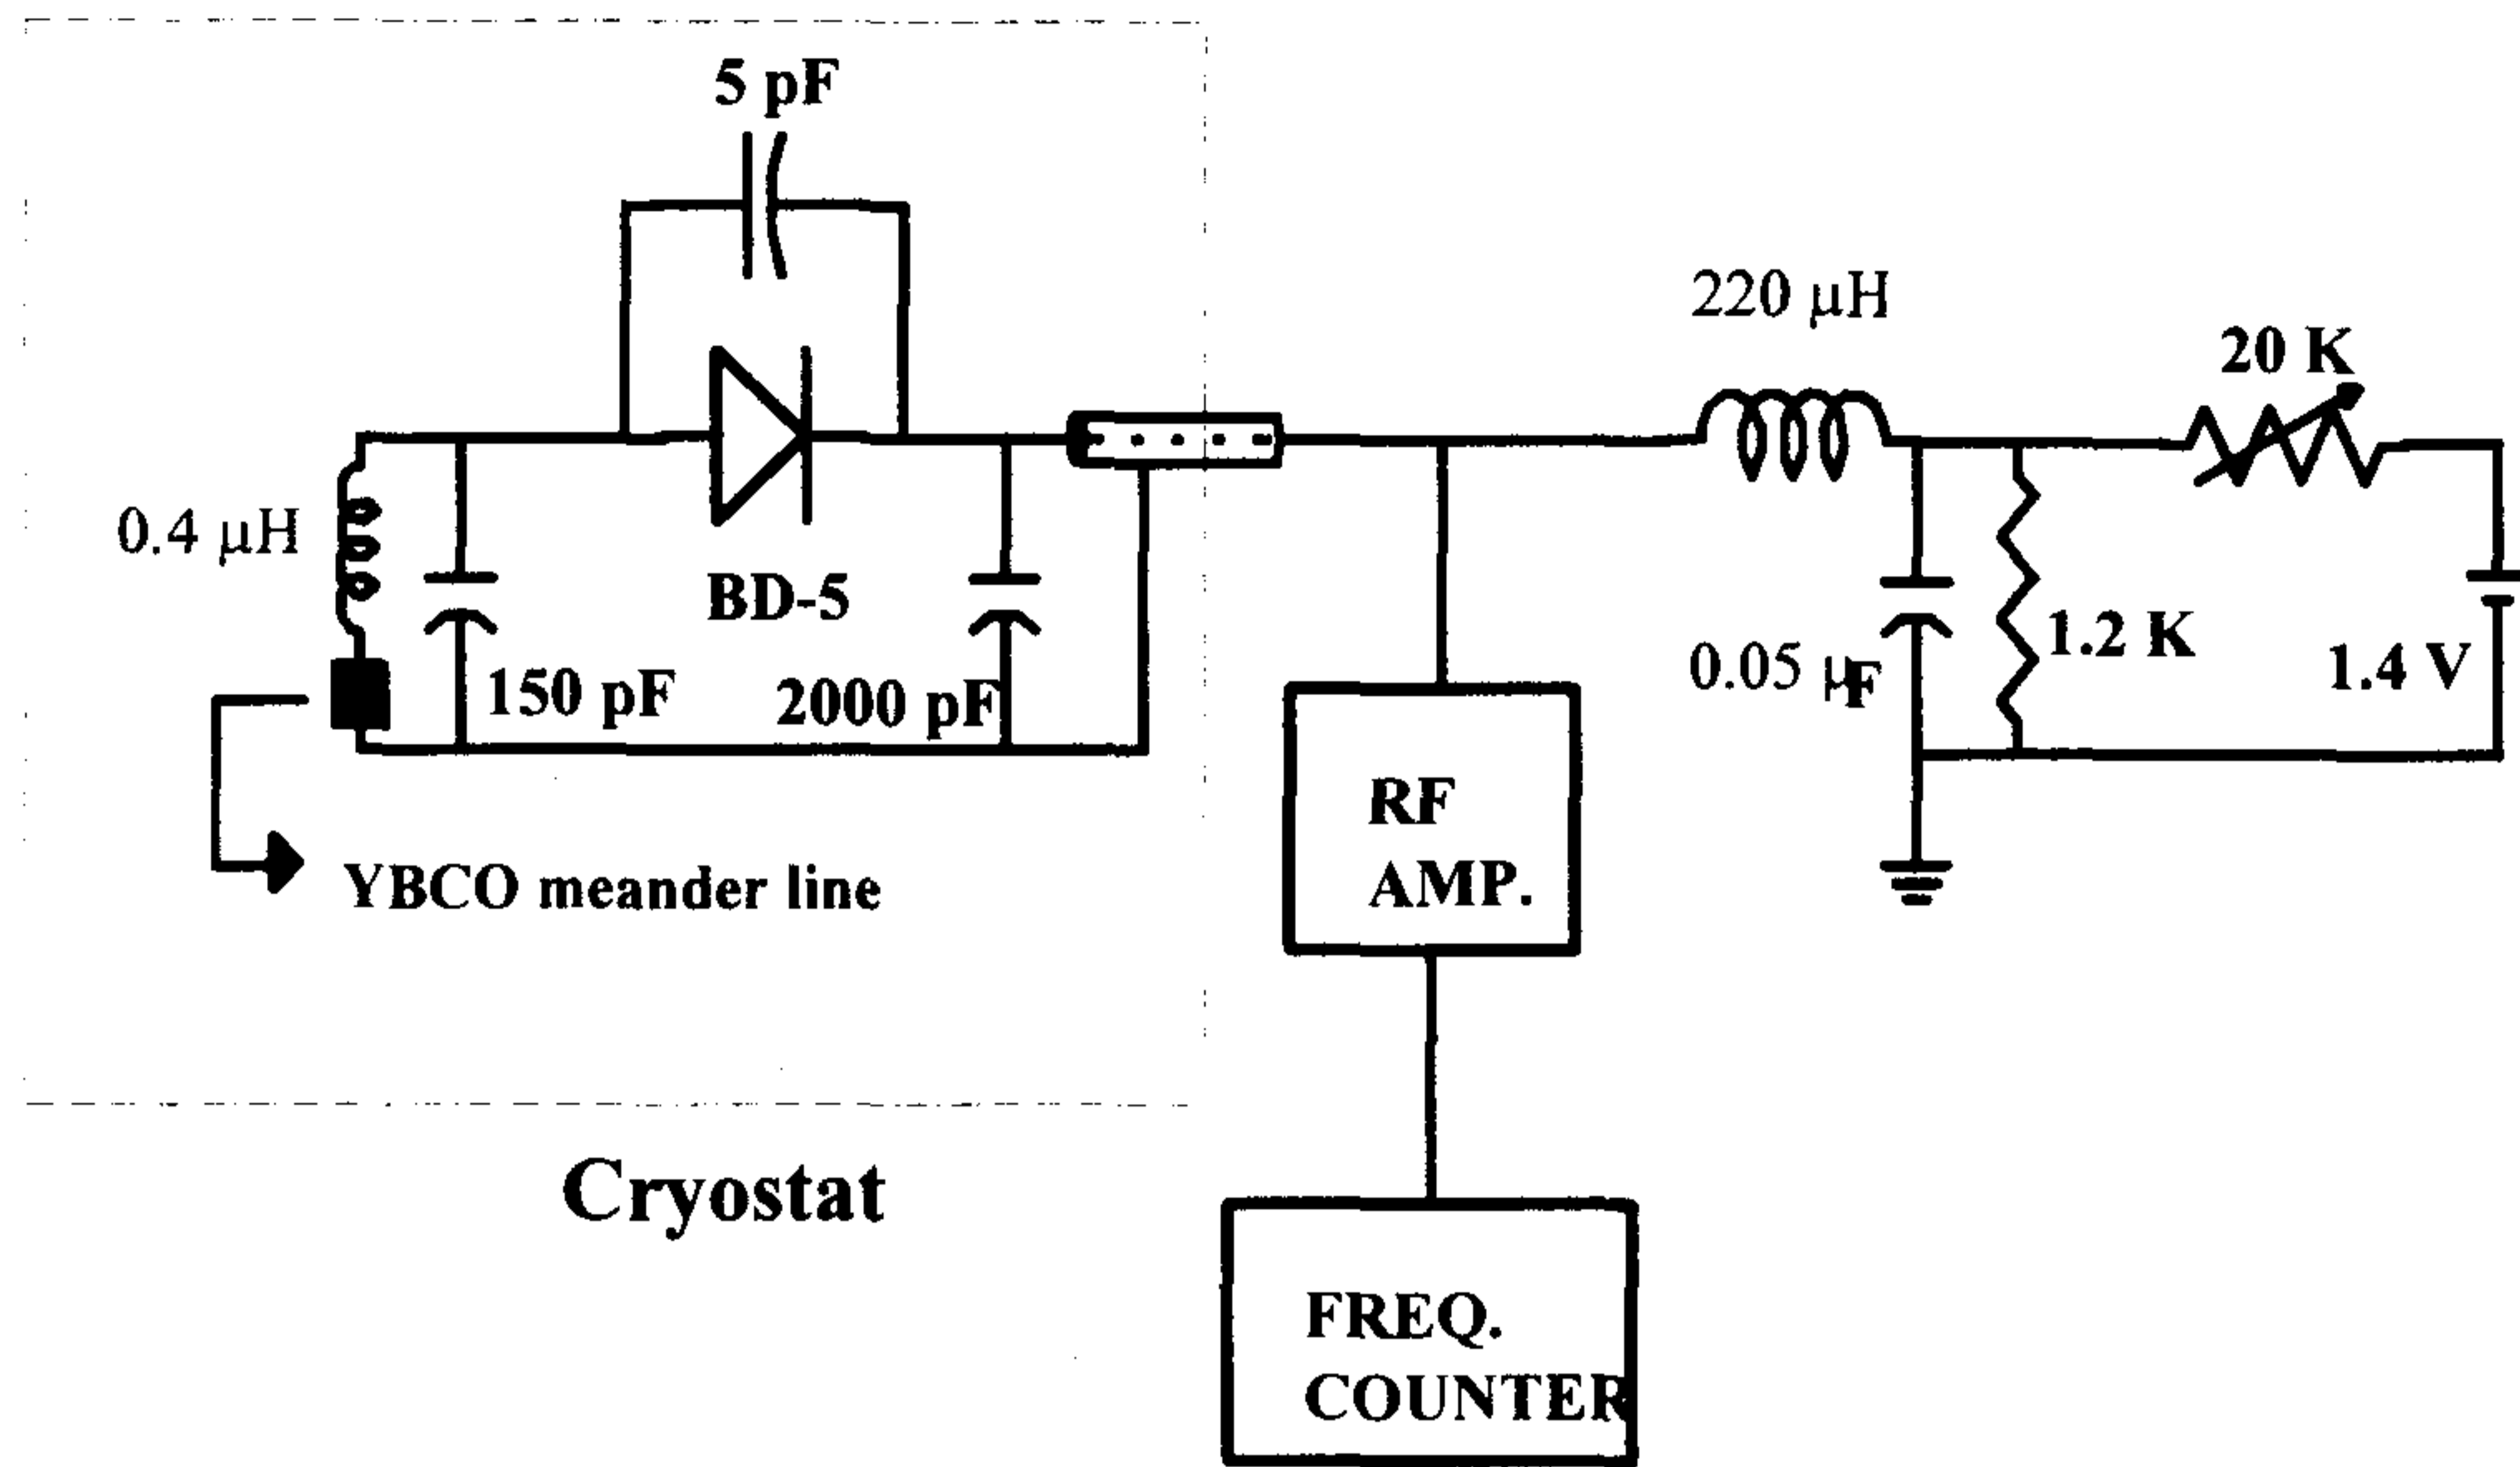 5 pF
220 µH
20 K
0.4 µH
BD-5
150 pF
2000 pF
0.05 µF
1.2 K
1.4 V
RF
AMP.
YBCO meander line
Cryostat
FREQ.
COUNTER